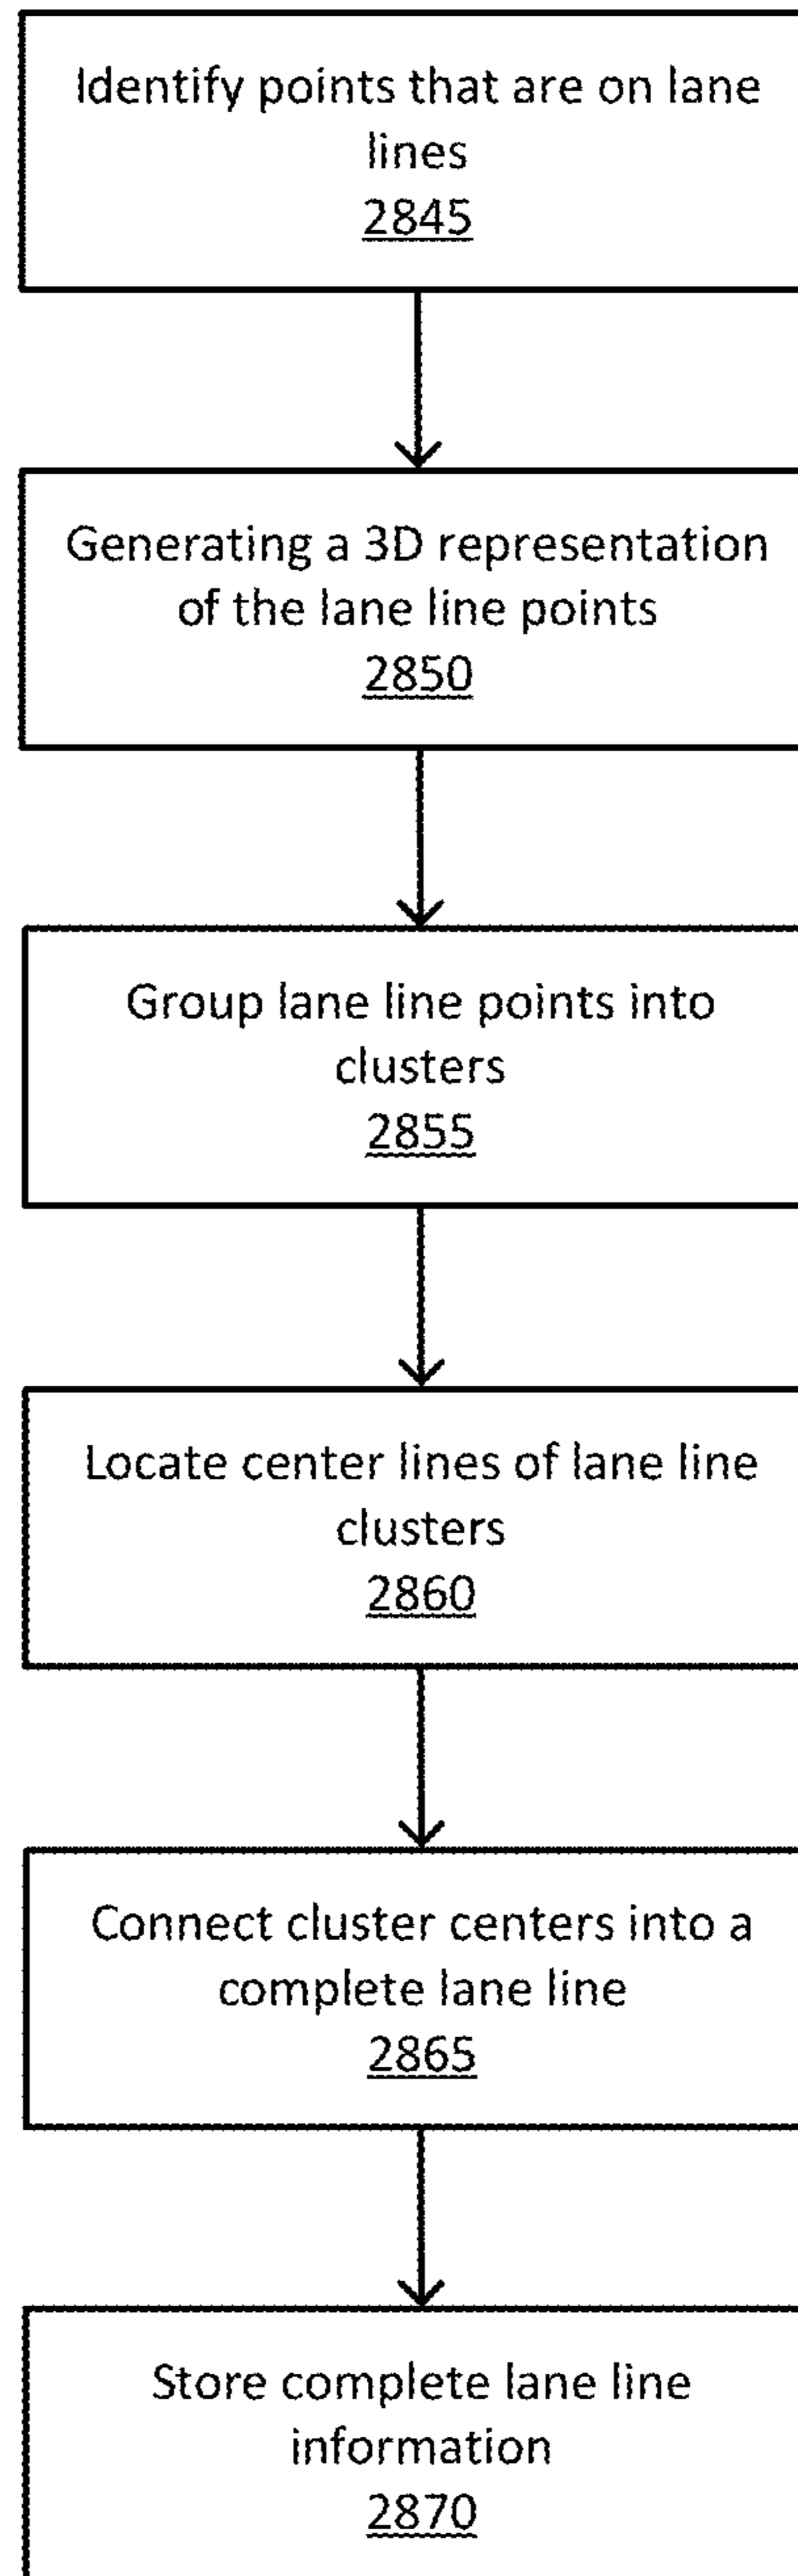 Identify points that are on lane
lines
2845
Generating a 3D representation
of the lane line points
2850
Group lane line points into
clusters
2855
Locate center lines of lane line
clusters
2860
Connect cluster centers into a
complete lane line
2865
Store complete lane line
information
2870